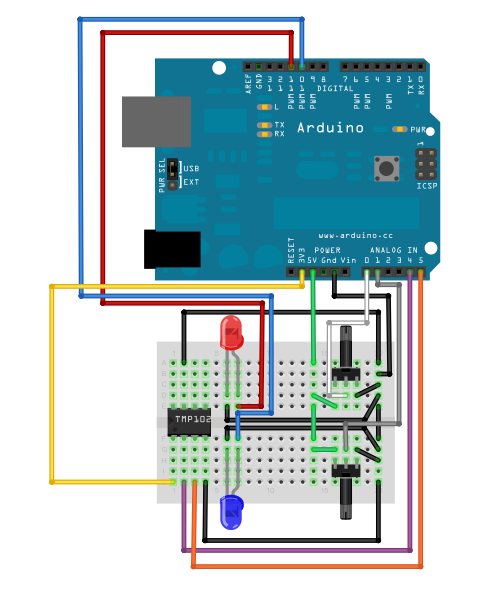 AREF
GND
13
12
11
10
9
8
7
6
5
4
3
2
1
0
PWM
PWM
PWM
PWM
PWM
PWM
TX
RX
DIGITAL
L
TX
RX
Arduino
PWR
1
ICSP
PWR SEL
USB
EXT
www.arduino.cc
POWER
ANALOG IN
RESET
3V3
5V
Gnd
Vin
0
1
2
3
4
5
TMP102
10
15